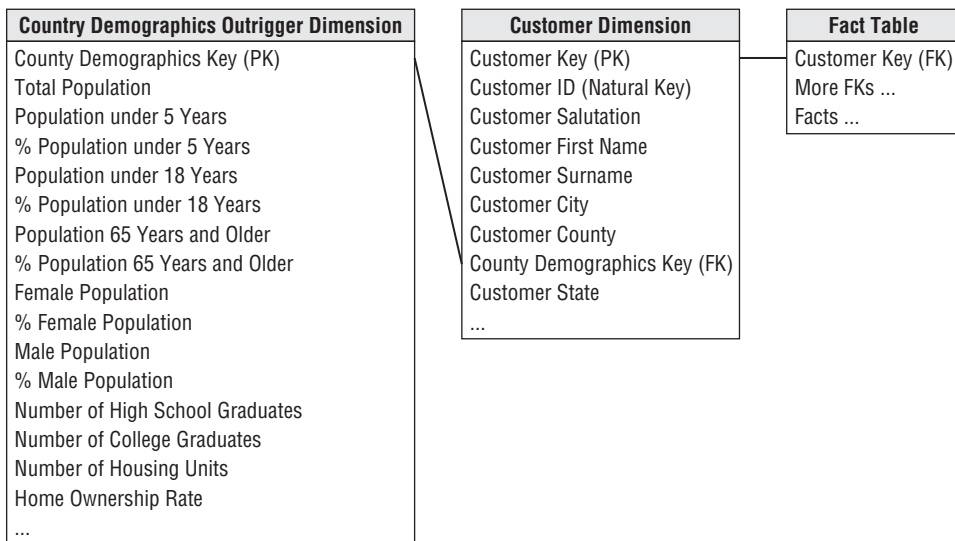 Country Demographics Outrigger Dimension
County Demographics Key (PK)
Total Population
Population under 5 Years
% Population under 5 Years
Population under 18 Years
% Population under 18 Years
Population 65 Years and Older
% Population 65 Years and Older
Female Population
% Female Population
Male Population
% Male Population
Number of High School Graduates
Number of College Graduates
Number of Housing Units
Home Ownership Rate
...
Customer Dimension
Customer Key (PK)
Customer ID (Natural Key)
Customer Salutation
Customer First Name
Customer Surname
Customer City
Customer County
County Demographics Key (FK)
Customer State
...
Fact Table
Customer Key (FK)
More FKs ...
Facts ...